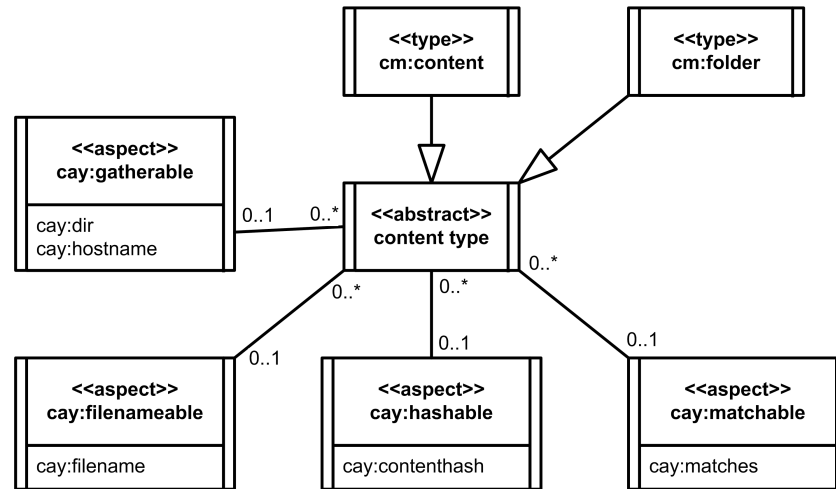 <<type>>
cm:content
<<type>>
cm:folder
<<aspect>>
cay:gatherable
cay:dir
cay:hostname
0..1
0..*
<<abstract>>
content type
0..*
0..*
0..*
0..1
0..1
0..1
<<aspect>>
cay:filenameable
cay:filename
<<aspect>>
cay:hashable
cay:contenthash
<<aspect>>
cay:matchable
cay:matches